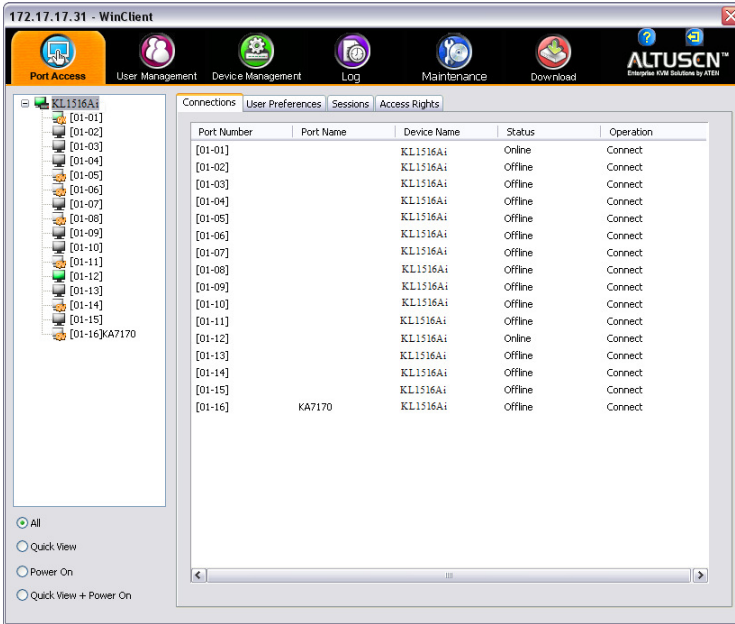 172.17.17.31 - WinClient
Port Access User Management Device Management Log Maintenance Download
ALTUSEN™
Enterprise KVM Solutions by ATEN
KL1516Ai
[01-01]
[01-02]
[01-03]
[01-04]
[01-05]
[01-06]
[01-07]
[01-08]
[01-09]
[01-10]
[01-11]
[01-12]
[01-13]
[01-14]
[01-15]
[01-16]KA7170
All
Quick View
Power On
Quick View + Power On
Connections User Preferences Sessions Access Rights
Port Number Port Name Device Name Status Operation
[01-01] KL1516Ai Online Connect
[01-02] KL1516Ai Offline Connect
[01-03] KL1516Ai Offline Connect
[01-04] KL1516Ai Offline Connect
[01-05] KL1516Ai Offline Connect
[01-06] KL1516Ai Offline Connect
[01-07] KL1516Ai Offline Connect
[01-08] KL1516Ai Offline Connect
[01-09] KL1516Ai Offline Connect
[01-10] KL1516Ai Offline Connect
[01-11] KL1516Ai Offline Connect
[01-12] KL1516Ai Online Connect
[01-13] KL1516Ai Offline Connect
[01-14] KL1516Ai Offline Connect
[01-15] KL1516Ai Offline Connect
[01-16] KA7170 KL1516Ai Offline Connect